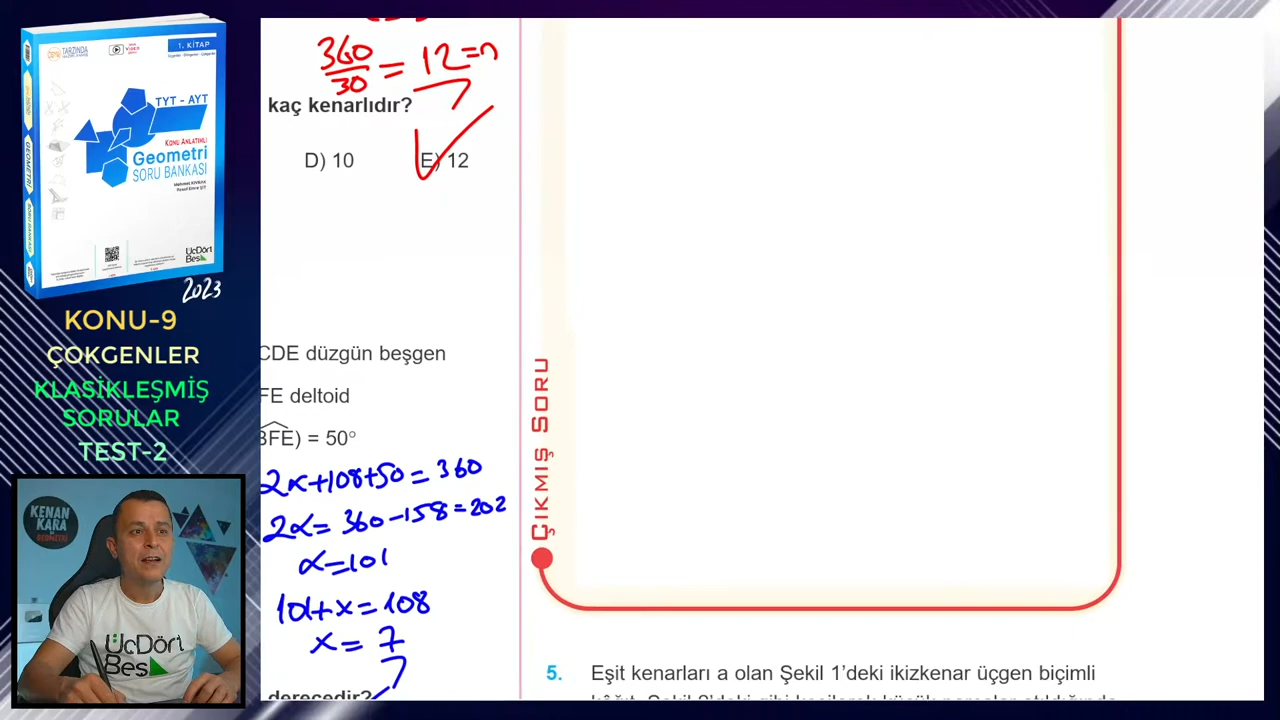 1. KİTAP
TYT - AYT
KONU ANLATIMLI
Geometri
SORU BANKASI
ÜçDört
Beş
2023
KONU-9
ÇOKGENLER
KLASİKLEŞMİŞ
SORULAR
TEST-2
KENAN
KARA
GEOMETRİ
ÜçDört
Beş
360/30 = 12 = n
kaç kenarlıdır?
D) 10 E) 12
CDE düzgün beşgen
FE deltoid
BFE) = 50°
2α+108+50=360
2α=360-158=202
α=101
101+x=108
x=7
derecedir?
ÇIKMIŞ SORU
5. Eşit kenarları a olan Şekil 1'deki ikizkenar üçgen biçimli